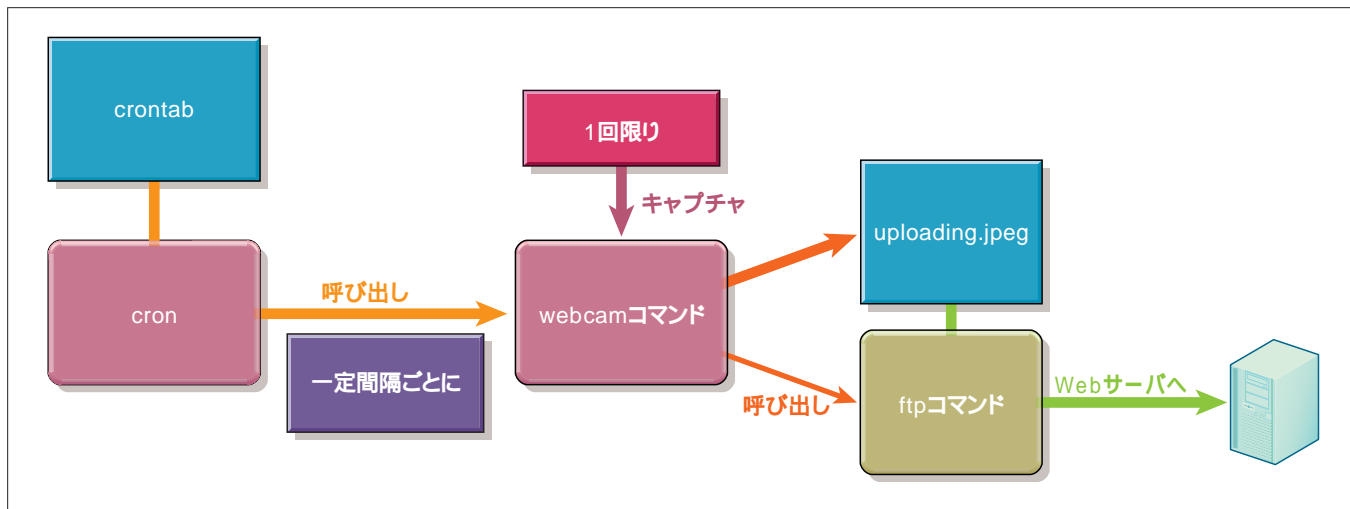 crontab
1回限り
キャプチャ
uploading.jpeg
cron
呼び出し
webcamコマンド
一定間隔ごとに
呼び出し
ftpコマンド
Webサーバへ